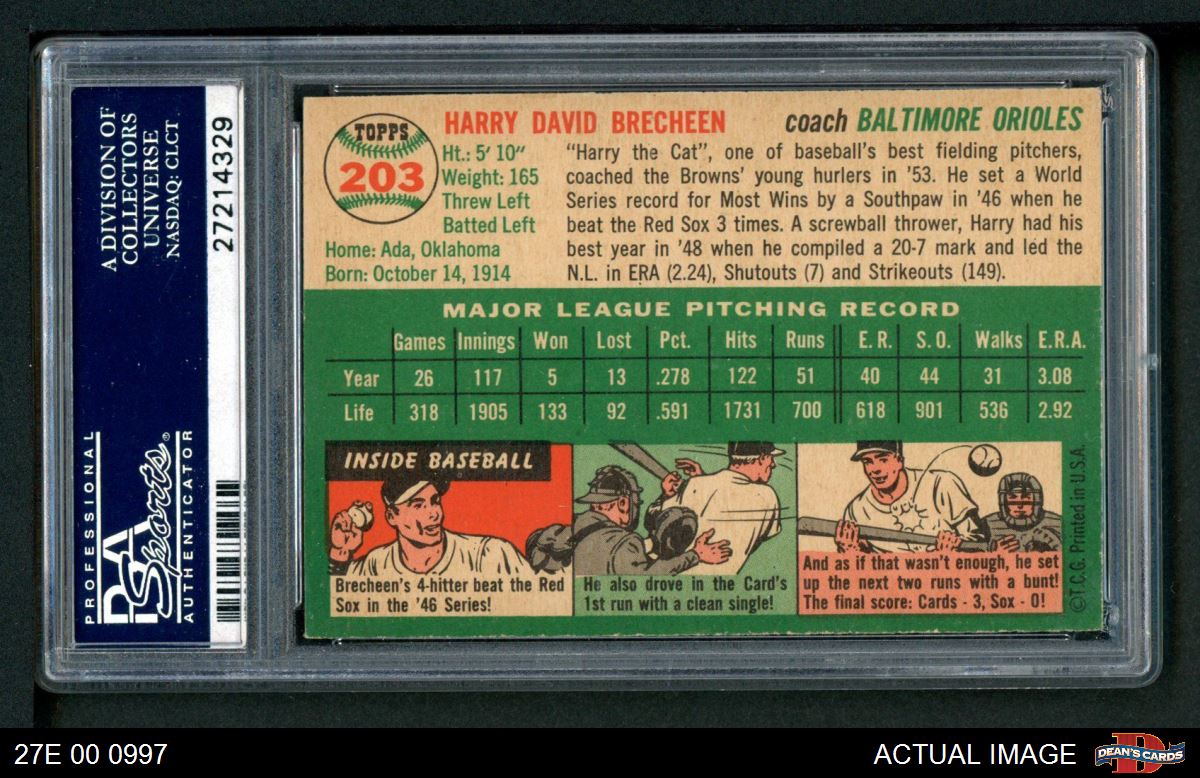 A DIVISION OF
COLLECTORS
UNIVERSE
NASDAQ: CLCT
27214329
PROFESSIONAL
PSA
Sports®
AUTHENTICATOR
TOPPS
203
HARRY DAVID BRECHEEN
coach BALTIMORE ORIOLES
Ht.: 5' 10"
Weight: 165
Threw Left
Batted Left
Home: Ada, Oklahoma
Born: October 14, 1914
"Harry the Cat", one of baseball's best fielding pitchers,
coached the Browns' young hurlers in '53. He set a World
Series record for Most Wins by a Southpaw in '46 when he
beat the Red Sox 3 times. A screwball thrower, Harry had his
best year in '48 when he compiled a 20-7 mark and led the
N.L. in ERA (2.24), Shutouts (7) and Strikeouts (149).
MAJOR LEAGUE PITCHING RECORD
Games Innings Won Lost Pct. Hits Runs E. R. S. O. Walks E.R.A.
Year 26 117 5 13 .278 122 51 40 44 31 3.08
Life 318 1905 133 92 .591 1731 700 618 901 536 2.92
INSIDE BASEBALL
Brecheen's 4-hitter beat the Red
Sox in the '46 Series!
He also drove in the Card's
1st run with a clean single!
And as if that wasn't enough, he set
up the next two runs with a bunt!
The final score: Cards - 3, Sox - 0!
©T.C.G. Printed in U.S.A.
27E 00 0997
ACTUAL IMAGE
DEAN'S CARDS